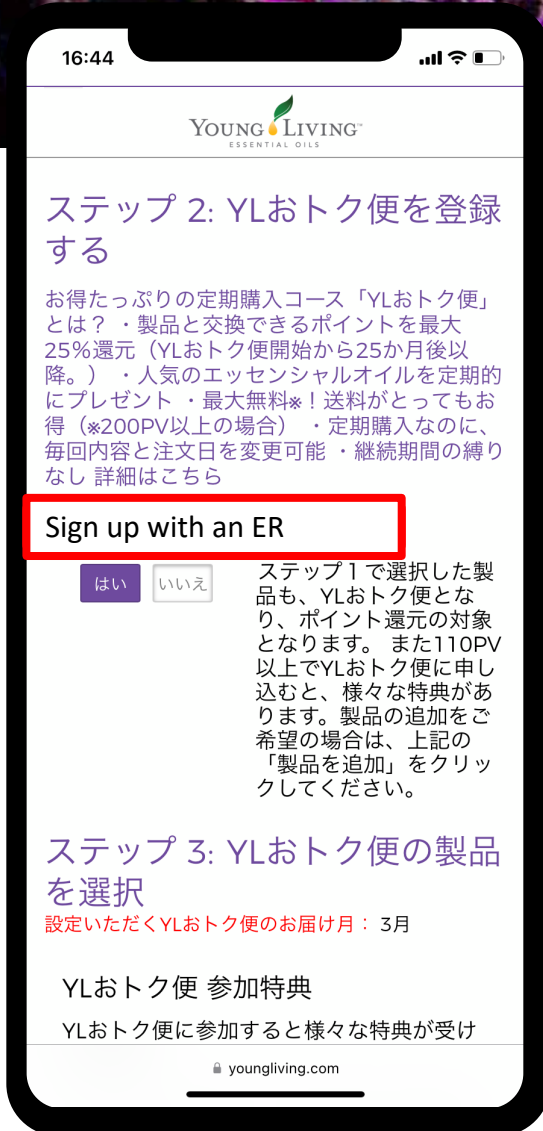 16:44
YOUNG LIVING™
ESSENTIAL OILS
ステップ 2: YLおトク便を登録
する
お得たっぷりの定期購入コース「YLおトク便」
とは？ ・製品と交換できるポイントを最大
25%還元（YLおトク便開始から25か月後以
降。） ・人気のエッセンシャルオイルを定期的
にプレゼント ・最大無料※！送料がとってもお
得（※200PV以上の場合） ・定期購入なのに、
毎回内容と注文日を変更可能 ・継続期間の縛り
なし 詳細はこちら
Sign up with an ER
はい いいえ
ステップ１で選択した製
品も、YLおトク便とな
り、ポイント還元の対象
となります。 また110PV
以上でYLおトク便に申し
込むと、様々な特典があ
ります。製品の追加をご
希望の場合は、上記の
「製品を追加」をクリッ
クしてください。
ステップ 3: YLおトク便の製品
を選択
設定いただくYLおトク便のお届け月： 3月
YLおトク便 参加特典
YLおトク便に参加すると様々な特典が受け
youngliving.com